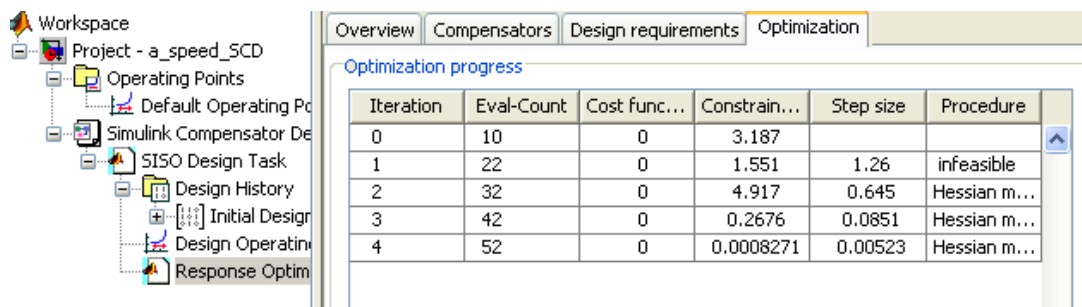 Workspace
Project - a_speed_SCD
Operating Points
Default Operating Po
Simulink Compensator De
SISO Design Task
Design History
Initial Design
Design Operatin
Response Optim
Overview Compensators Design requirements Optimization
Optimization progress
Iteration Eval-Count Cost func... Constrain... Step size Procedure
0 10 0 3.187
1 22 0 1.551 1.26 infeasible
2 32 0 4.917 0.645 Hessian m...
3 42 0 0.2676 0.0851 Hessian m...
4 52 0 0.0008271 0.00523 Hessian m...